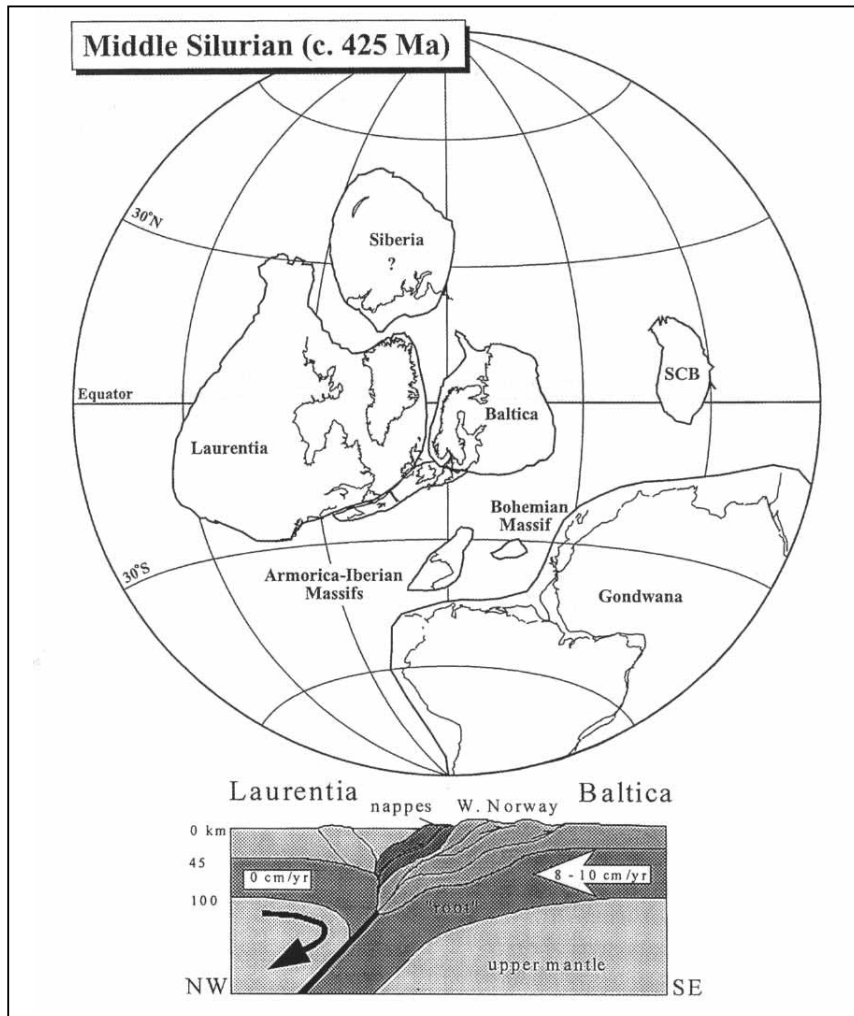 Middle Silurian (c. 425 Ma)
30°N
Siberia
?
SCB
Equator
Baltica
Laurentia
Bohemian
Massif
30°S
Armorica-Iberian
Massifs
Gondwana
Laurentia
nappes
W. Norway
Baltica
0 km
45
0 cm/yr
8 - 10 cm/yr
100
"root"
upper mantle
NW
SE